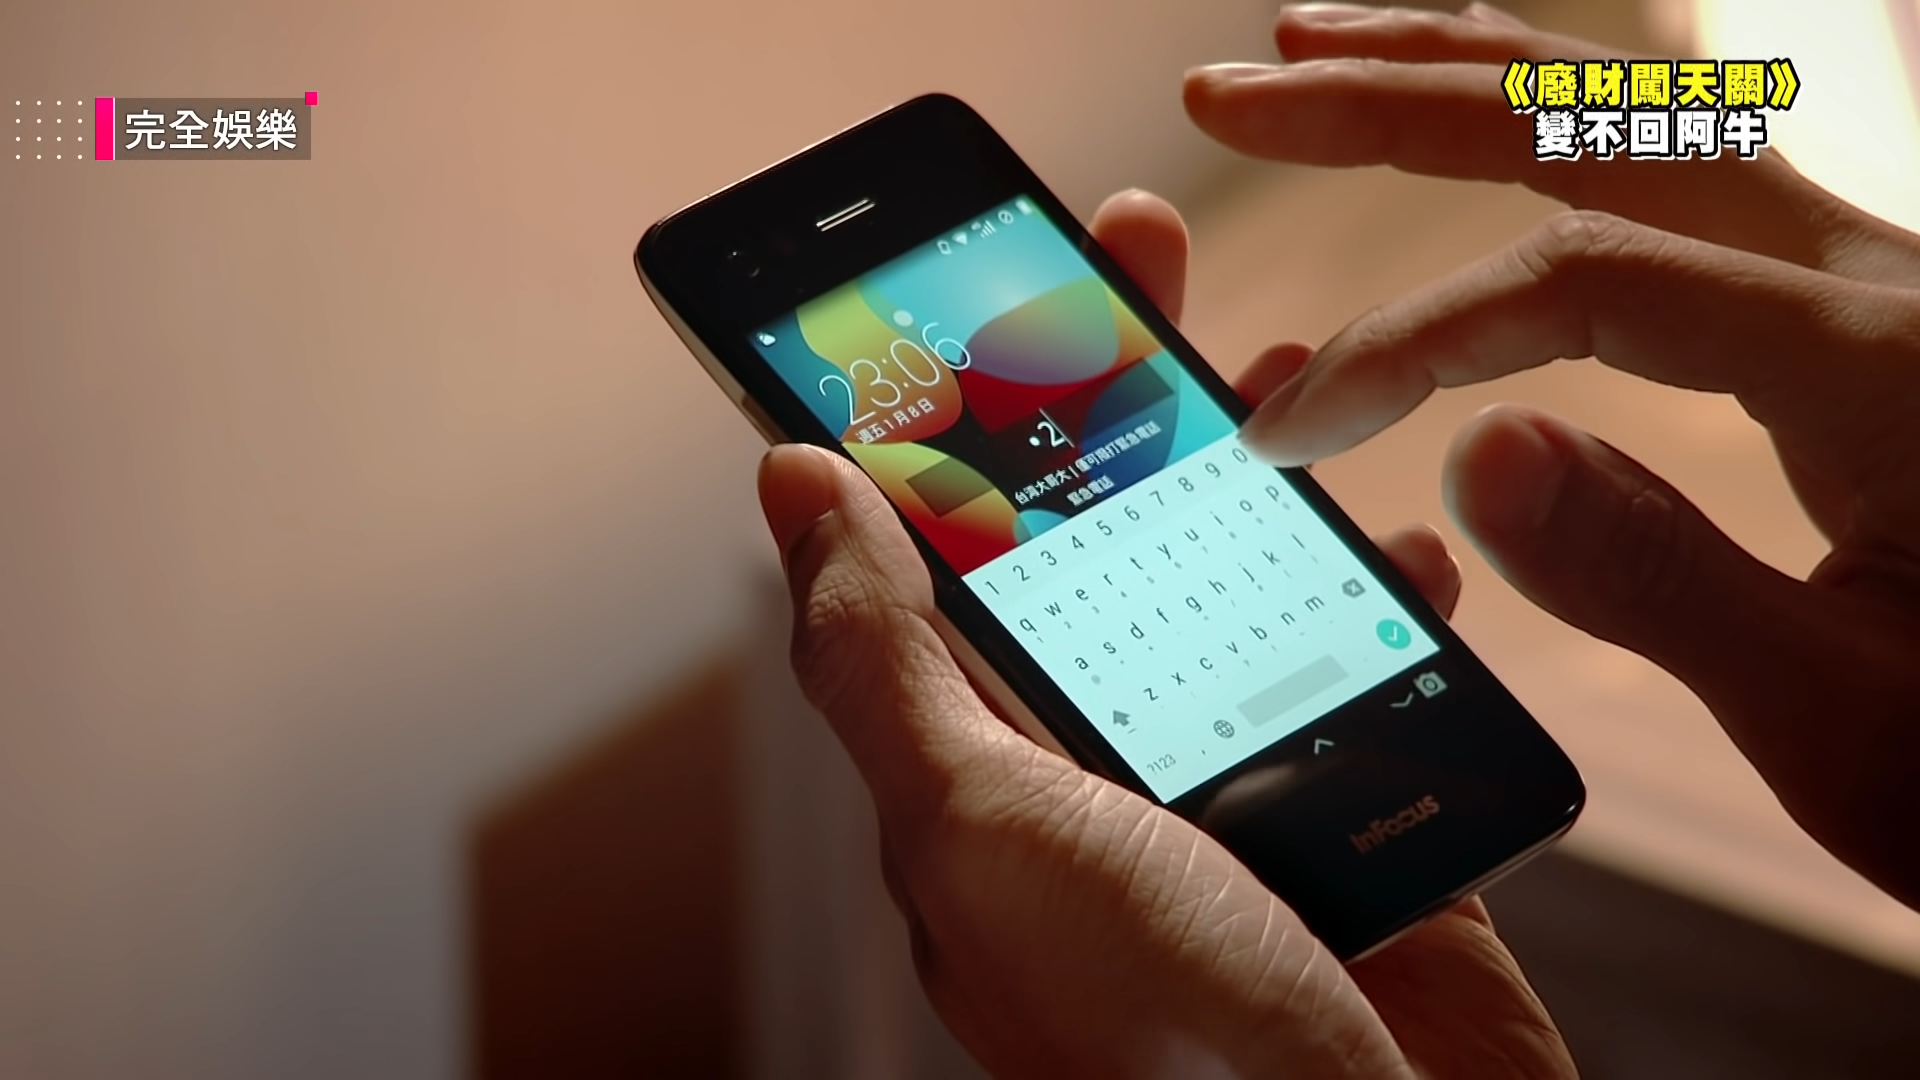 完全娛樂
《廢財闖天關》
變不回阿牛
23:06
週五1月8日
•2
台灣大哥大 | 僅可撥打緊急電話
緊急電話
1 2 3 4 5 6 7 8 9 0
q w e r t y u i o p
a s d f g h j k l
z x c v b n m
?123 ,
InFocus